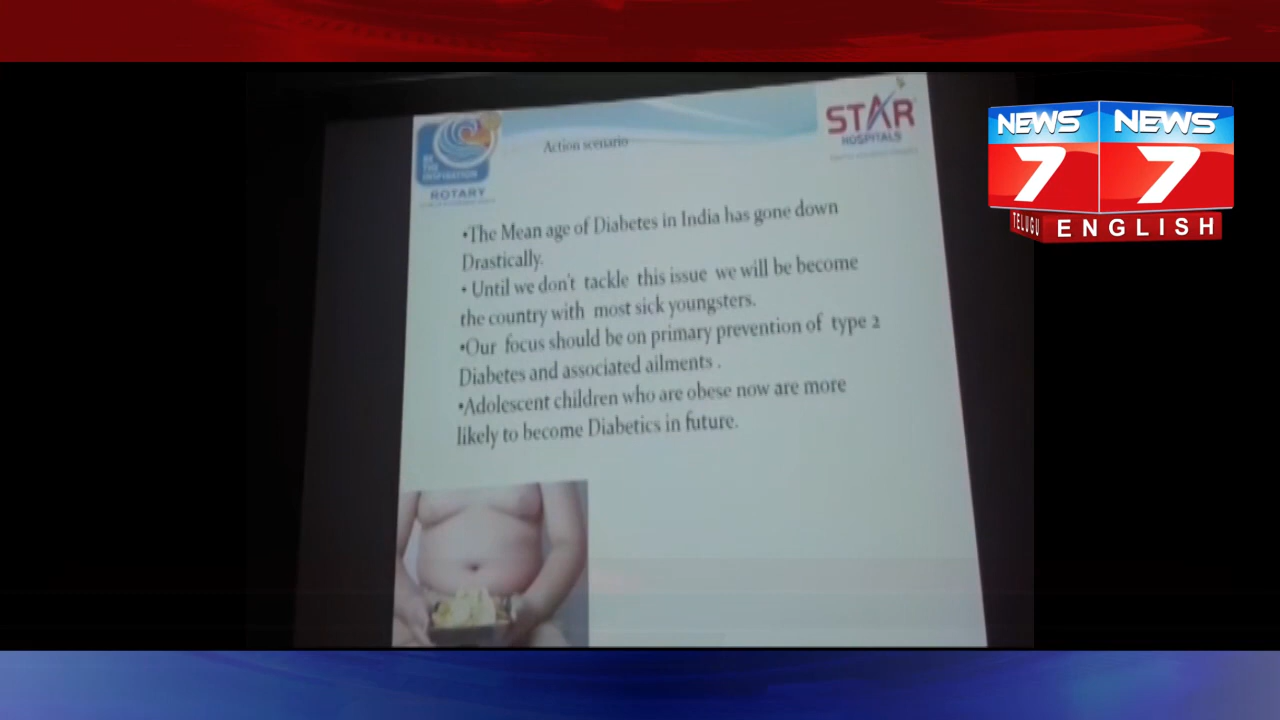 BE
THE
INSPIRATION
ROTARY
Action scenario
STAR
HOSPITALS
NEWS NEWS
7 7
TELUGU ENGLISH
•The Mean age of Diabetes in India has gone down
Drastically.
• Until we don't tackle this issue we will be become
the country with most sick youngsters.
•Our focus should be on primary prevention of type 2
Diabetes and associated ailments .
•Adolescent children who are obese now are more
likely to become Diabetics in future.